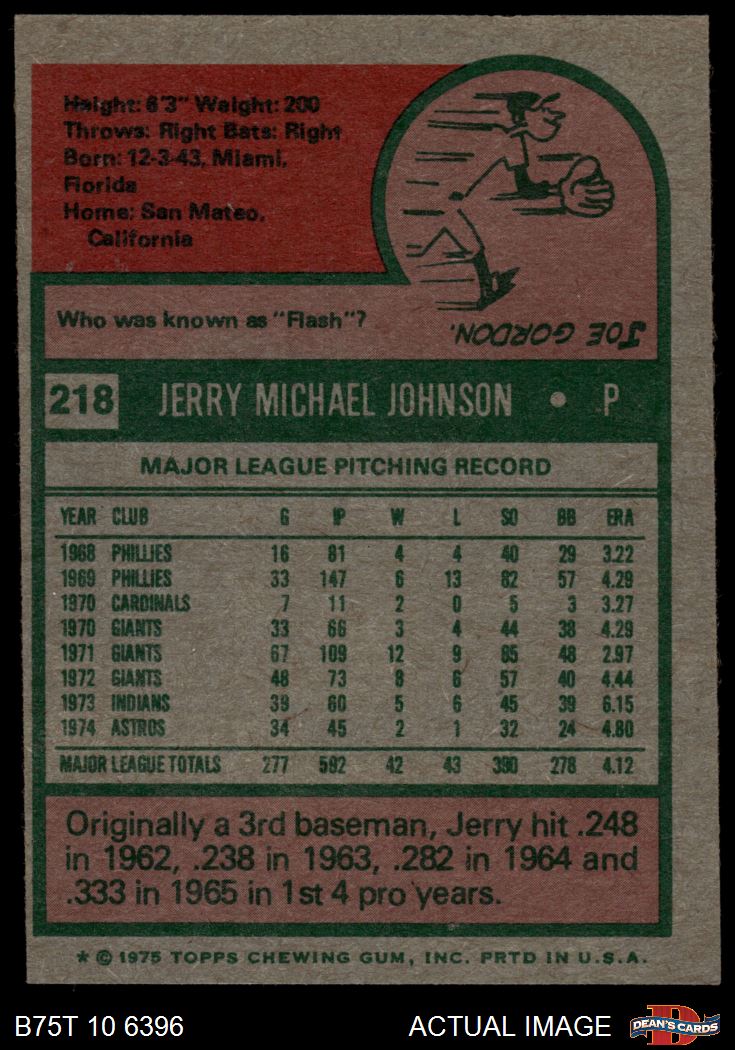 Height: 6'3" Weight: 200
Throws: Right Bats: Right
Born: 12-3-43, Miami,
Florida
Home: San Mateo,
California
Who was known as "Flash"?
JOE GORDON.
218 JERRY MICHAEL JOHNSON • P
MAJOR LEAGUE PITCHING RECORD
YEAR CLUB G IP W L SO BB ERA
1968 PHILLIES 16 81 4 4 40 29 3.22
1969 PHILLIES 33 147 6 13 82 57 4.29
1970 CARDINALS 7 11 2 0 5 3 3.27
1970 GIANTS 33 66 3 4 44 38 4.29
1971 GIANTS 67 109 12 9 85 48 2.97
1972 GIANTS 48 73 8 6 57 40 4.44
1973 INDIANS 39 60 5 6 45 39 6.15
1974 ASTROS 34 45 2 1 32 24 4.80
MAJOR LEAGUE TOTALS 277 592 42 43 390 278 4.12
Originally a 3rd baseman, Jerry hit .248
in 1962, .238 in 1963, .282 in 1964 and
.333 in 1965 in 1st 4 pro years.
* © 1975 TOPPS CHEWING GUM, INC. PRTD IN U.S.A.
B75T 10 6396 ACTUAL IMAGE D DEAN'S CARDS